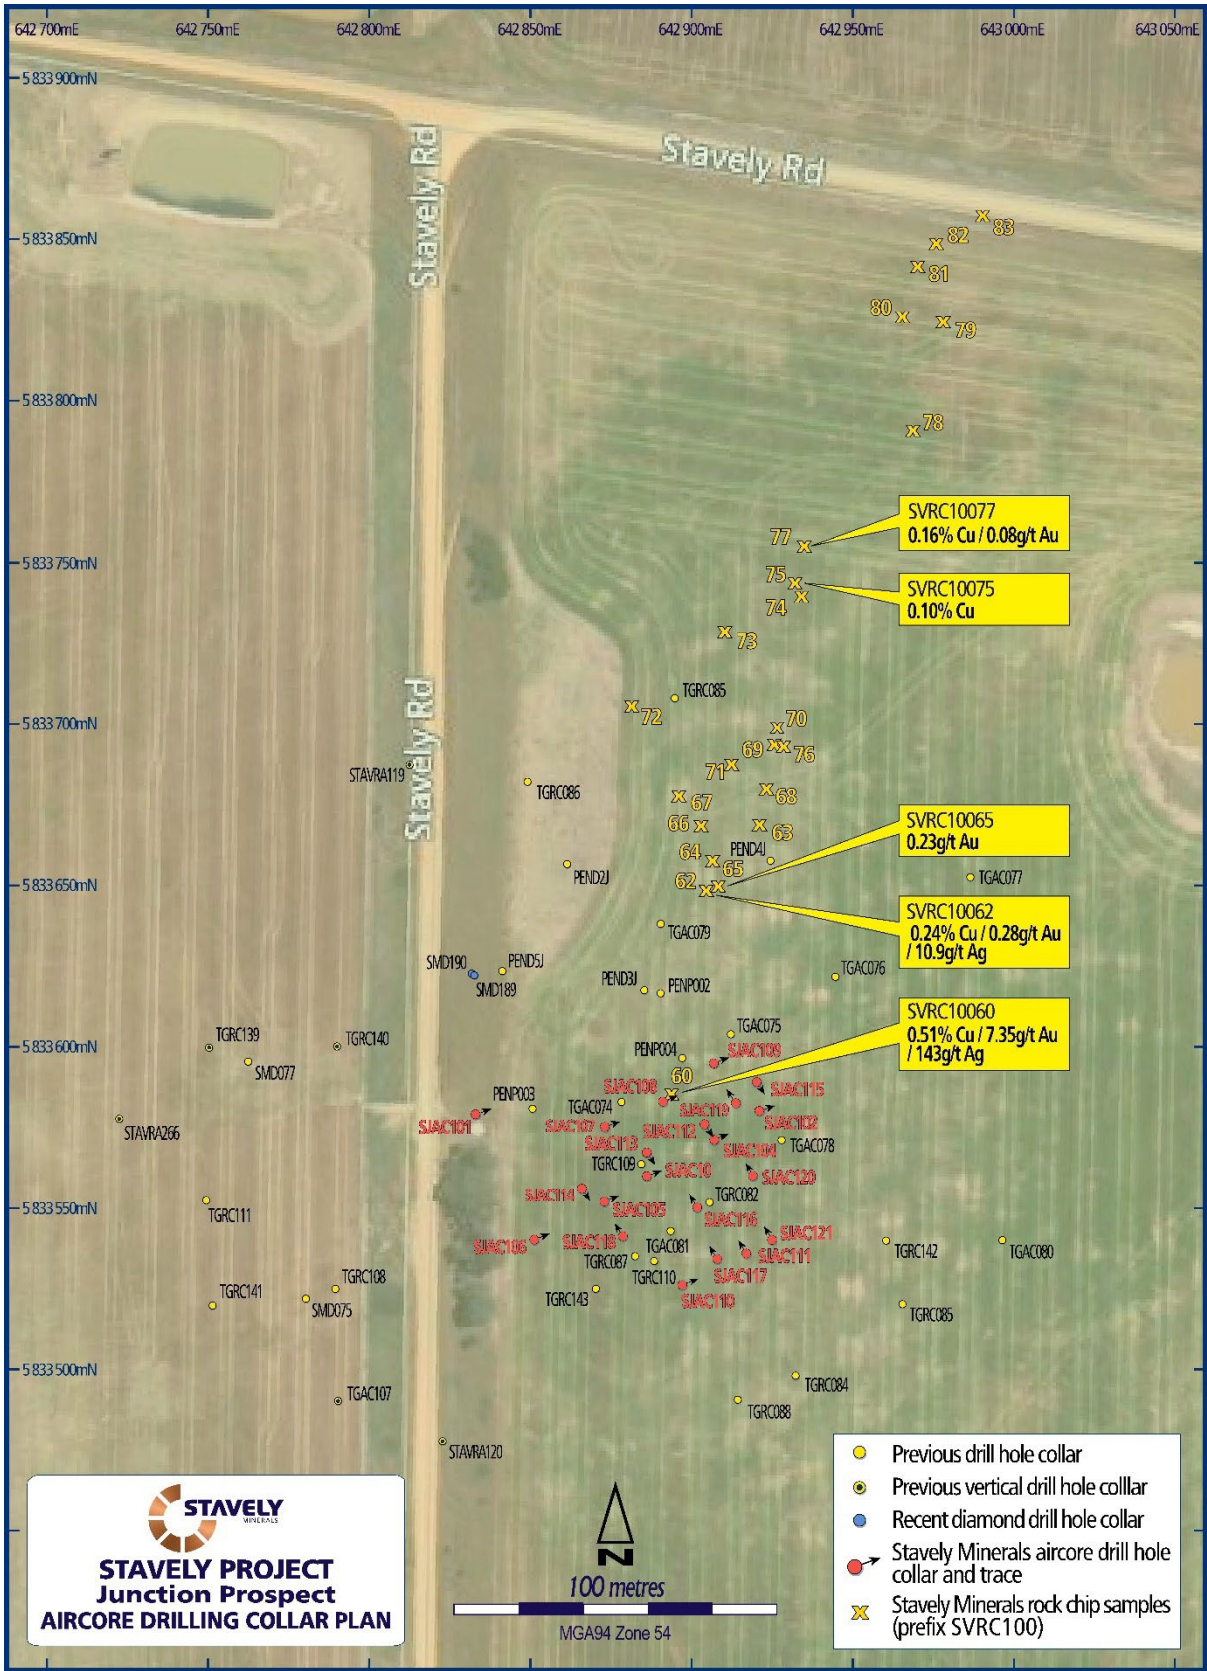 642 700mE
642 750mE
642 800mE
642 850mE
642 900mE
642 950mE
643 000mE
643 050mE
5 833 900mN
5 833 850mN
5 833 800mN
5 833 750mN
5 833 700mN
5 833 650mN
5 833 600mN
5 833 550mN
5 833 500mN
Stavely Rd
Stavely Rd
Stavely Rd
83
82
81
80
79
78
77
SVRC10077
0.16% Cu / 0.08g/t Au
75
74
SVRC10075
0.10% Cu
73
TGRC085
72
70
69
76
71
STAVRA119
TGRC086
67
68
66
63
64
PEND4J
65
SVRC10065
0.23g/t Au
PEND2J
62
TGAC077
SVRC10062
0.24% Cu / 0.28g/t Au
/ 10.9g/t Ag
TGAC079
SMD190
PEND5J
SMD189
PEND3J
PENP002
TGAC076
SVRC10060
0.51% Cu / 7.35g/t Au
/ 143g/t Ag
TGRC139
TGRC140
TGAC075
SMD077
PENP004
SJAC109
60
PENP003
SJAC108
SJAC115
TGAC074
SJAC119
SJAC102
STAVRA266
SJAC101
SJAC107
SJAC112
SJAC113
SJAC104
TGAC078
TGRC109
SJAC10
SJAC120
SJAC114
SJAC105
TGRC082
SJAC116
TGRC111
SJAC106
SJAC118
TGAC081
SJAC121
TGRC142
TGAC080
TGRC087
SJAC111
TGRC110
SJAC117
TGRC141
TGRC108
SMD075
TGRC143
SJAC110
TGRC085
TGAC107
TGRC084
TGRC088
STAVRA120
STAVELY
MINERALS
STAVELY PROJECT
Junction Prospect
AIRCORE DRILLING COLLAR PLAN
N
100 metres
MGA94 Zone 54
Previous drill hole collar
Previous vertical drill hole colllar
Recent diamond drill hole collar
Stavely Minerals aircore drill hole
collar and trace
Stavely Minerals rock chip samples
(prefix SVRC100)